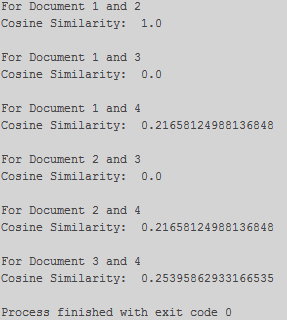 For Document 1 and 2
Cosine Similarity:  1.0
For Document 1 and 3
Cosine Similarity:  0.0
For Document 1 and 4
Cosine Similarity:  0.21658124988136848
For Document 2 and 3
Cosine Similarity:  0.0
For Document 2 and 4
Cosine Similarity:  0.21658124988136848
For Document 3 and 4
Cosine Similarity:  0.25395862933166535
Process finished with exit code 0